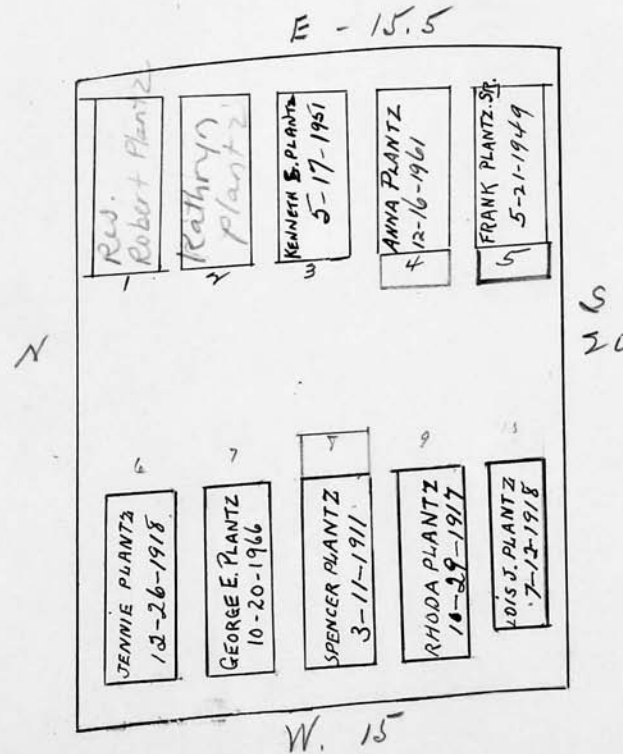 E - 15.5
Rev.
Robert Plantz
1
Kathryn
Plantz
2
KENNETH E. PLANTZ
5-17-1951
3
ANNA PLANTZ
12-16-1961
4
FRANK PLANTZ. SR.
5-21-1949
5
N
S
6
JENNIE PLANTZ
12-26-1918
7
GEORGE E. PLANTZ
10-20-1966
8
SPENCER PLANTZ
3-11-1911
9
RHODA PLANTZ
10-29-1917
LOIS J. PLANTZ
7-12-1918
W. 15